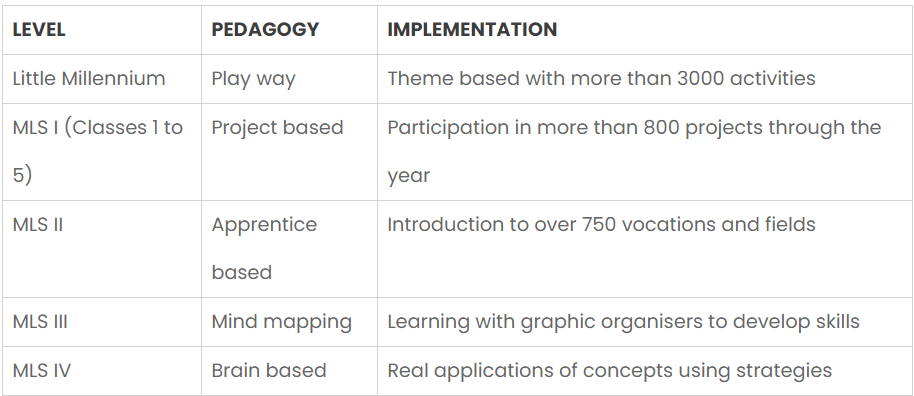 LEVEL PEDAGOGY IMPLEMENTATION
Little Millennium Play way Theme based with more than 3000 activities
MLS I (Classes 1 to Project based Participation in more than 800 projects through the
5) year
MLS II Apprentice Introduction to over 750 vocations and fields
based
MLS III Mind mapping Learning with graphic organisers to develop skills
MLS IV Brain based Real applications of concepts using strategies